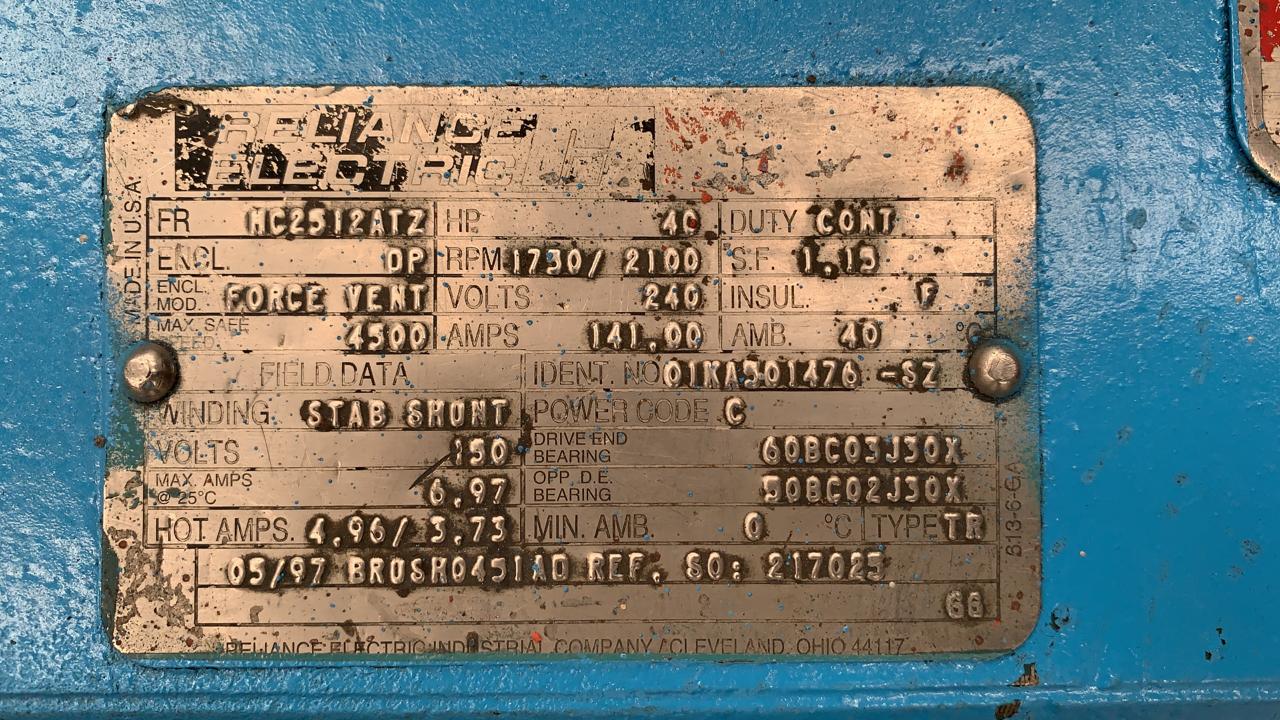 RELIANCE
ELECTRIC
MADE IN U.S.A.
FR MC2512ATZ HP. 40 DUTY CONT
ENCL. DP RPM 1750/ 2100 S.F. 1.15
ENCL. MOD. FORCE VENT VOLTS 240 INSUL. F
MAX. SAFE SPEED 4500 AMPS 141.00 AMB. 40 °C
FIELD DATA IDENT. NO 01KA501476 -SZ
WINDING STAB SHUNT POWER CODE C
VOLTS 150 DRIVE END BEARING 60BC03J30X
MAX. AMPS @ 25°C 6.97 OPP. D.E. BEARING 50BC02J30X
HOT AMPS. 4.96/ 3.73 MIN. AMB. 0 °C TYPE TR
05/97 BRUSH0451AD REF. SO: 217025
66
RELIANCE ELECTRIC INDUSTRIAL COMPANY / CLEVELAND, OHIO 44117